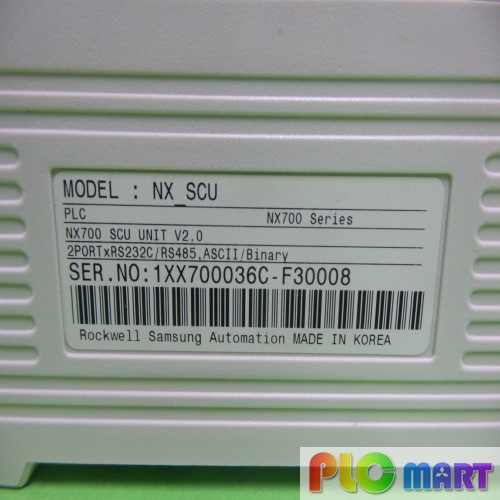 MODEL : NX_SCU
PLC NX700 Series
NX700 SCU UNIT V2.0
2PORTxRS232C/RS485,ASCII/Binary
SER.NO:1XX700036C-F30008
Rockwell Samsung Automation MADE IN KOREA
PLC MART